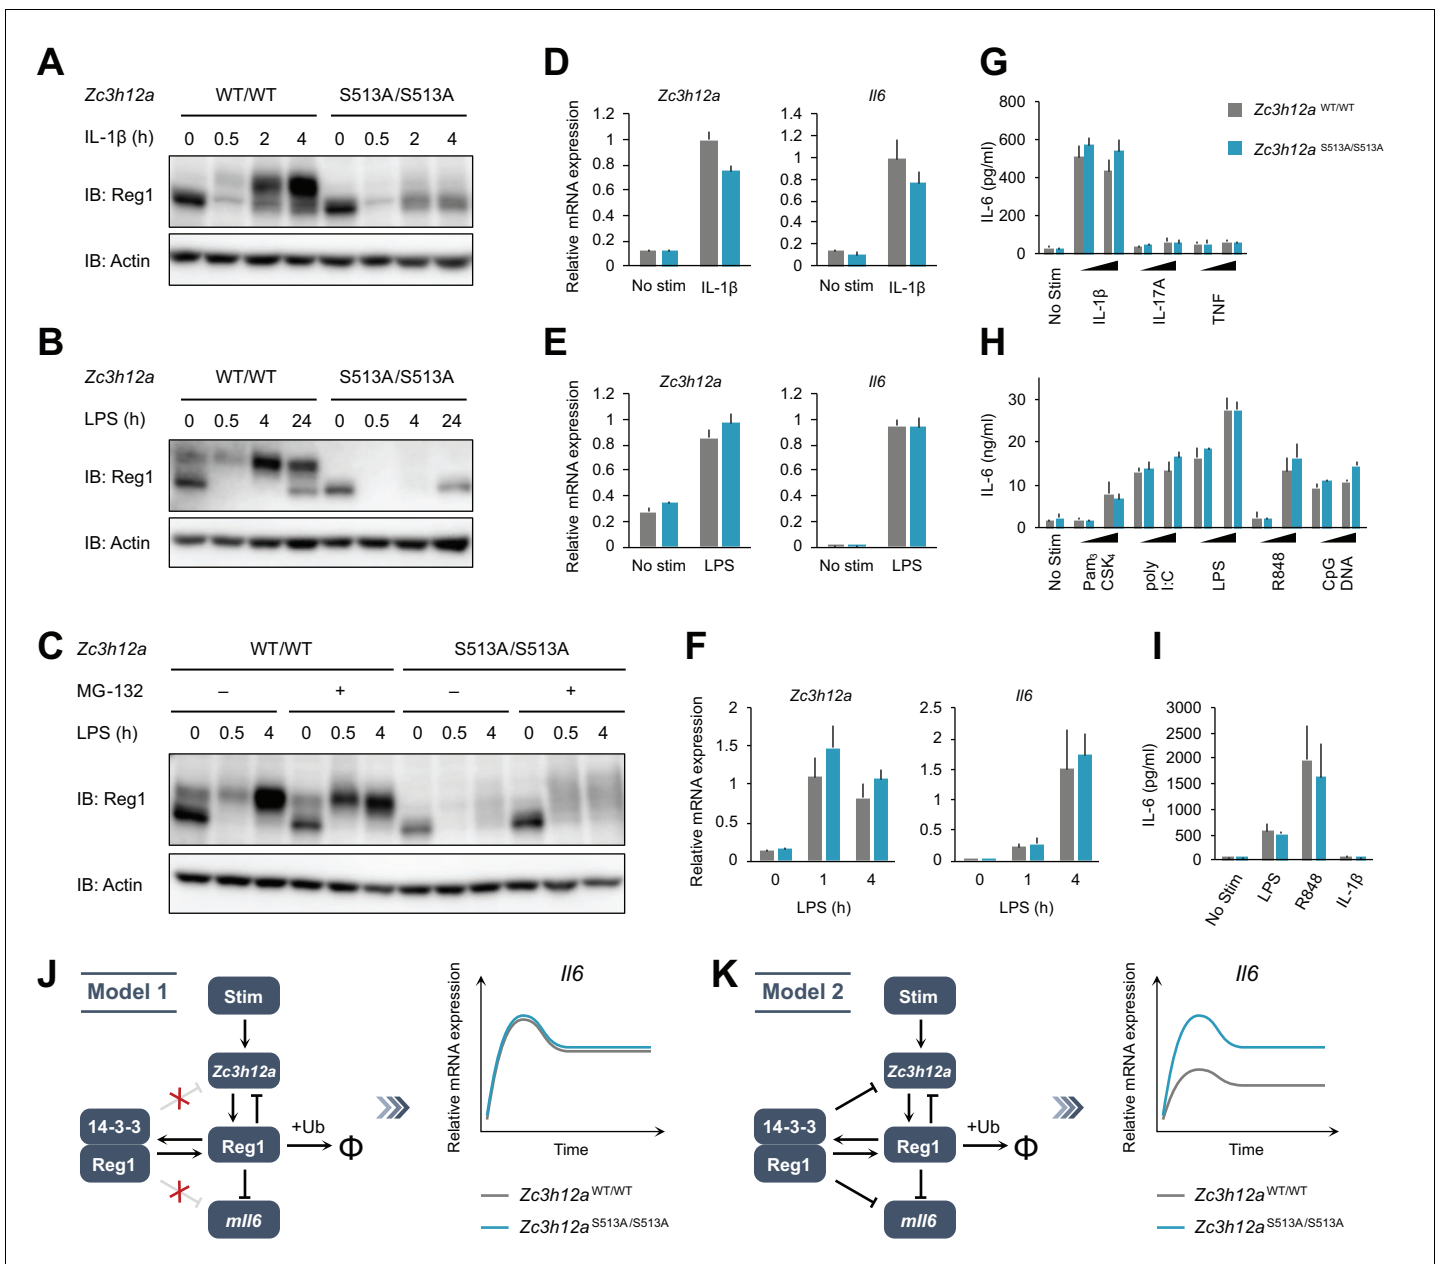 A
Zc3h12a WT/WT S513A/S513A
IL-1β (h) 0 0.5 2 4 0 0.5 2 4
IB: Reg1
IB: Actin
B
Zc3h12a WT/WT S513A/S513A
LPS (h) 0 0.5 4 24 0 0.5 4 24
IB: Reg1
IB: Actin
C
Zc3h12a WT/WT S513A/S513A
MG-132 – + – +
LPS (h) 0 0.5 4 0 0.5 4 0 0.5 4 0 0.5 4
IB: Reg1
IB: Actin
D
Relative mRNA expression
Zc3h12a
1.2
1
0.8
0.6
0.4
0.2
0
No stim IL-1β
Il6
1.4
1.2
1
0.8
0.6
0.4
0.2
0
No stim IL-1β
E
Relative mRNA expression
Zc3h12a
1.2
1
0.8
0.6
0.4
0.2
0
No stim LPS
Il6
1.2
1
0.8
0.6
0.4
0.2
0
No stim LPS
F
Relative mRNA expression
Zc3h12a
2
1.5
1
0.5
0
0 1 4
LPS (h)
Il6
2.5
2
1.5
1
0.5
0
0 1 4
LPS (h)
G
IL-6 (pg/ml)
800
600
400
200
0
No Stim
IL-1β
IL-17A
TNF
Zc3h12a WT/WT
Zc3h12a S513A/S513A
H
IL-6 (ng/ml)
30
20
10
0
No Stim
Pam3
CSK4
poly
I:C
LPS
R848
CpG
DNA
I
IL-6 (pg/ml)
3000
2500
2000
1500
1000
500
0
No Stim
LPS
R848
IL-1β
J
Model 1
Stim
Zc3h12a
14-3-3
Reg1
Reg1
+Ub
Φ
mIl6
Il6
Relative mRNA expression
Time
Zc3h12a WT/WT
Zc3h12a S513A/S513A
K
Model 2
Stim
Zc3h12a
14-3-3
Reg1
Reg1
+Ub
Φ
mIl6
Il6
Relative mRNA expression
Time
Zc3h12a WT/WT
Zc3h12a S513A/S513A